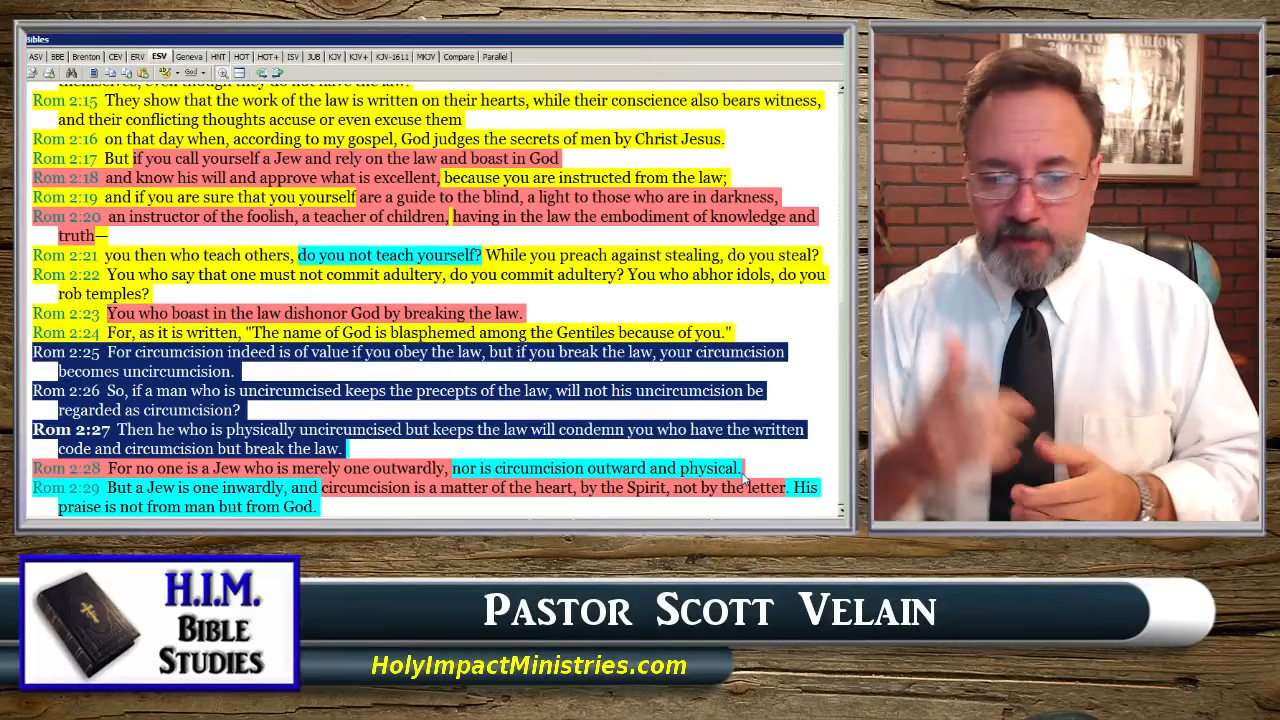 Bibles
ASV BBE Brenton CEV ERV ESV Geneva HNT HOT HOT+ ISV JUB KJV KJV+ KJV-1611 MKJV Compare Parallel
God
themselves, even though they do not have the law.
Rom 2:15 They show that the work of the law is written on their hearts, while their conscience also bears witness,
and their conflicting thoughts accuse or even excuse them
Rom 2:16 on that day when, according to my gospel, God judges the secrets of men by Christ Jesus.
Rom 2:17 But if you call yourself a Jew and rely on the law and boast in God
Rom 2:18 and know his will and approve what is excellent, because you are instructed from the law;
Rom 2:19 and if you are sure that you yourself are a guide to the blind, a light to those who are in darkness,
Rom 2:20 an instructor of the foolish, a teacher of children, having in the law the embodiment of knowledge and
truth—
Rom 2:21 you then who teach others, do you not teach yourself? While you preach against stealing, do you steal?
Rom 2:22 You who say that one must not commit adultery, do you commit adultery? You who abhor idols, do you
rob temples?
Rom 2:23 You who boast in the law dishonor God by breaking the law.
Rom 2:24 For, as it is written, "The name of God is blasphemed among the Gentiles because of you."
Rom 2:25 For circumcision indeed is of value if you obey the law, but if you break the law, your circumcision
becomes uncircumcision.
Rom 2:26 So, if a man who is uncircumcised keeps the precepts of the law, will not his uncircumcision be
regarded as circumcision?
Rom 2:27 Then he who is physically uncircumcised but keeps the law will condemn you who have the written
code and circumcision but break the law.
Rom 2:28 For no one is a Jew who is merely one outwardly, nor is circumcision outward and physical.
Rom 2:29 But a Jew is one inwardly, and circumcision is a matter of the heart, by the Spirit, not by the letter. His
praise is not from man but from God.
H.I.M.
BIBLE
STUDIES
PASTOR SCOTT VELAIN
HolyImpactMinistries.com